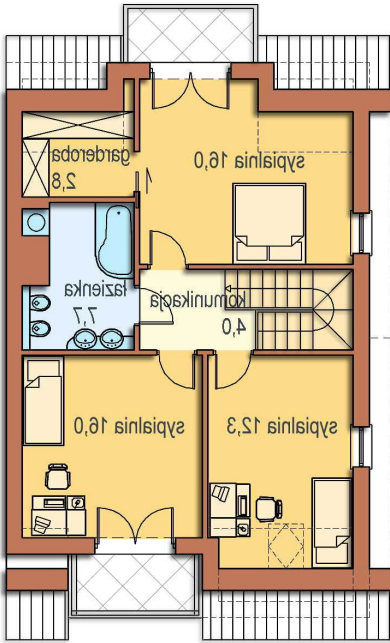 sypialnia 16,0
garderoba
2,8
łazienka
7,7
komunikacja
4,0
sypialnia 16,0
sypialnia 12,3